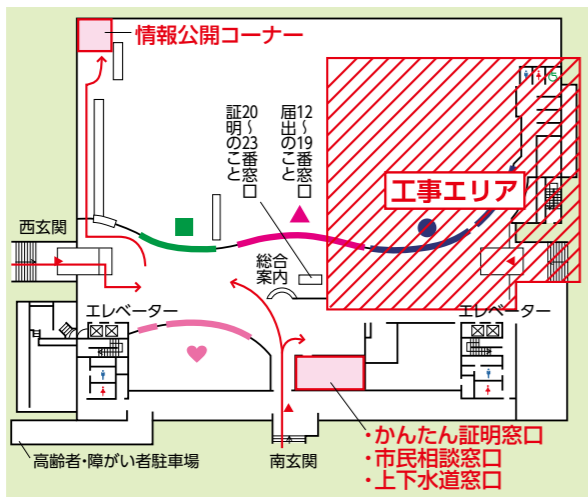 情報公開コーナー
12〜19番窓口
届出のこと
20〜23番窓口
証明のこと
工事エリア
西玄関
総合
案内
エレベーター
エレベーター
・かんたん証明窓口
・市民相談窓口
・上下水道窓口
高齢者・障がい者駐車場
南玄関